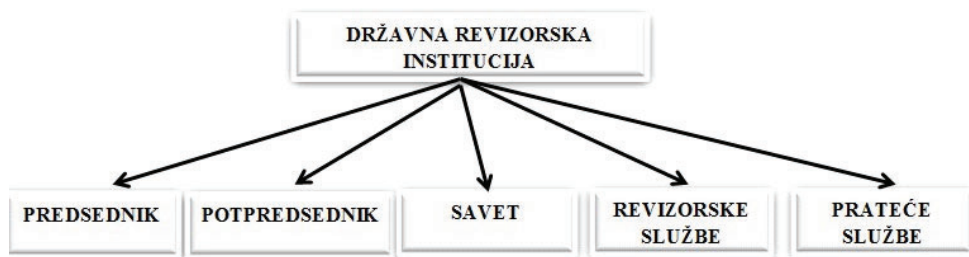 DRŽAVNA REVIZORSKA
INSTITUCIJA
PREDSEDNIK
POTPREDSEDNIK
SAVET
REVIZORSKE
SLUŽBE
PRATEĆE
SLUŽBE